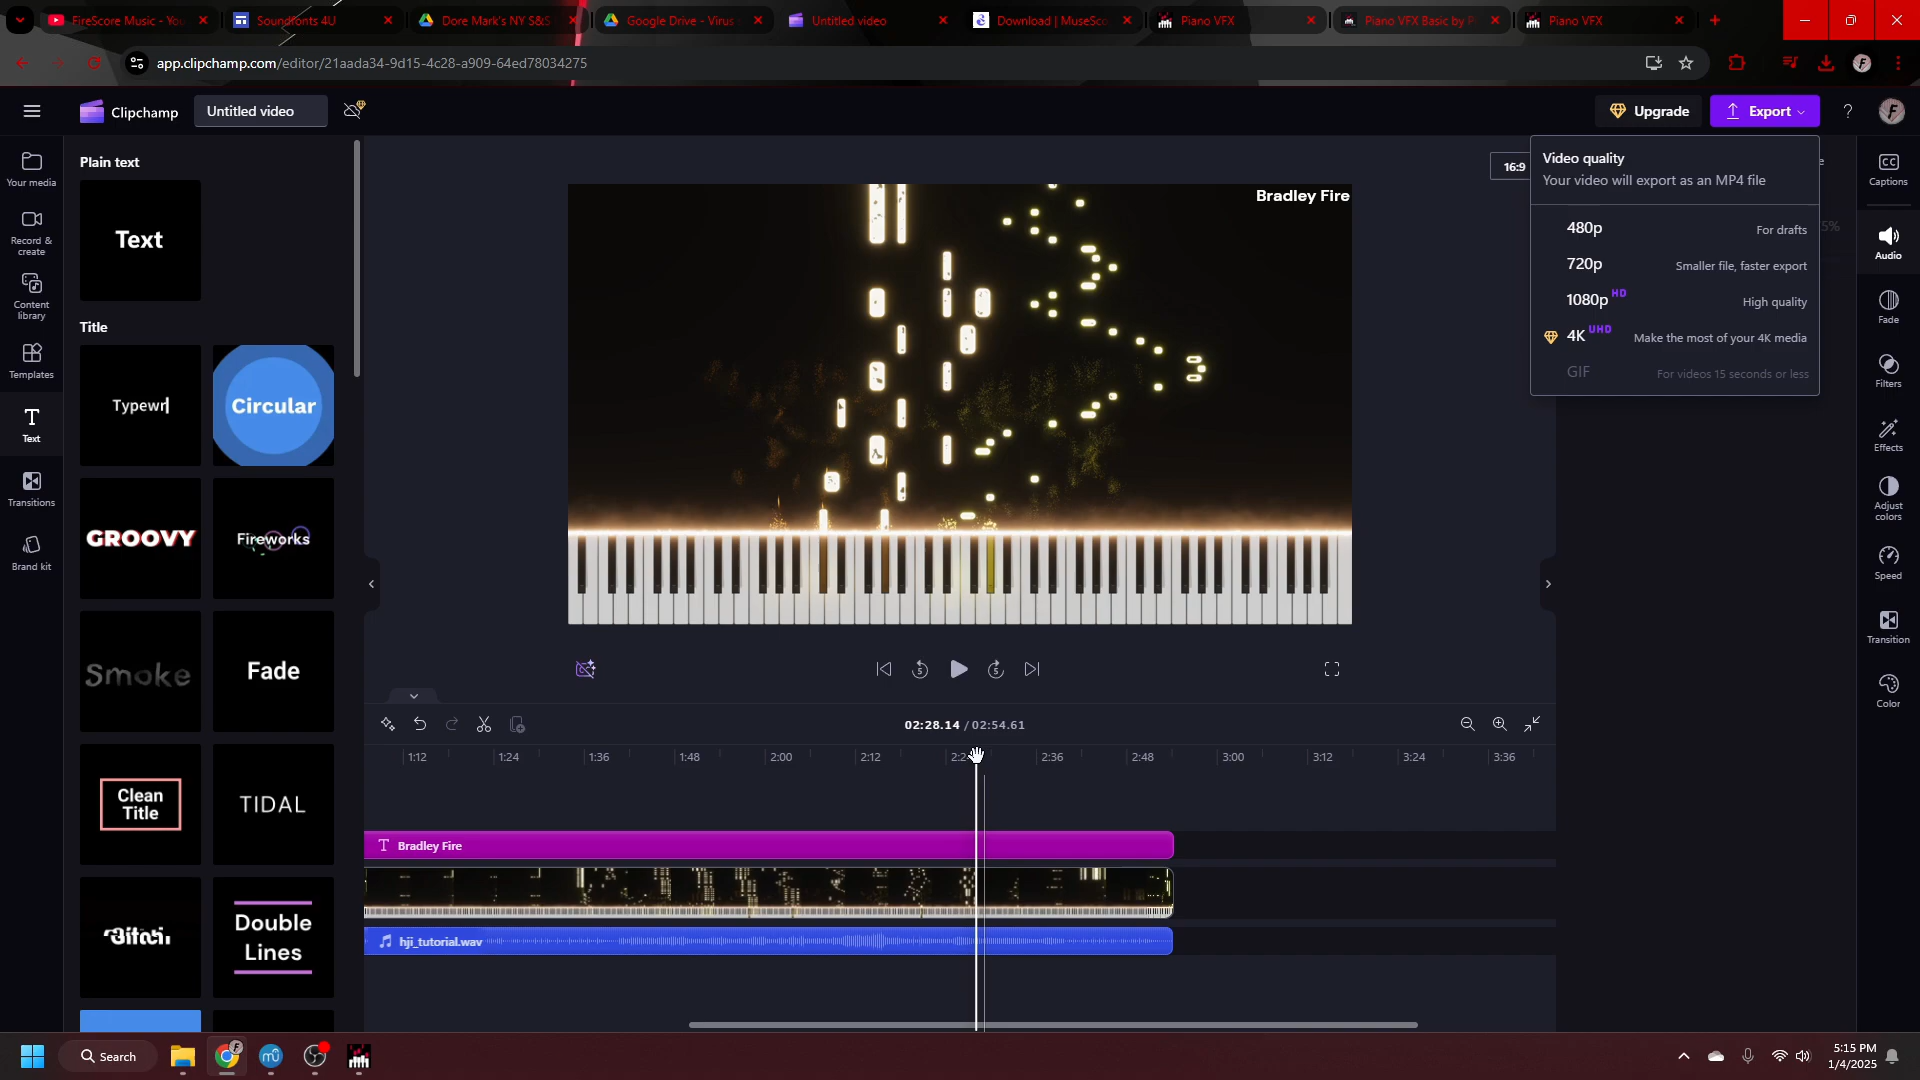 FireScore Music - You
Soundfonts 4U
Dore Mark's NY S&S
Google Drive - Virus
Untitled video
Download | MuseSco
Piano VFX
Piano VFX Basic by P
Piano VFX
app.clipchamp.com/editor/21aada34-9d15-4c28-a909-64ed78034275
Clipchamp
Untitled video
Upgrade
Export
?
Your media
Record &
create
Content
library
Templates
Text
Transitions
Brand kit
Plain text
Text
Title
Typewr
Circular
GROOVY
Fireworks
Smoke
Fade
Clean
Title
TIDAL
Glitch.
Double
Lines
16:9
Bradley Fire
Video quality
Your video will export as an MP4 file
480p
For drafts
720p
Smaller file, faster export
1080p HD
High quality
4K UHD
Make the most of your 4K media
GIF
For videos 15 seconds or less
5%
Captions
Audio
Fade
Filters
Effects
Adjust
colors
Speed
Transition
Color
02:28.14 / 02:54.61
1:12
1:24
1:36
1:48
2:00
2:12
2:36
2:48
3:00
3:12
3:24
3:36
Bradley Fire
hji_tutorial.wav
Search
5:15 PM
1/4/2025